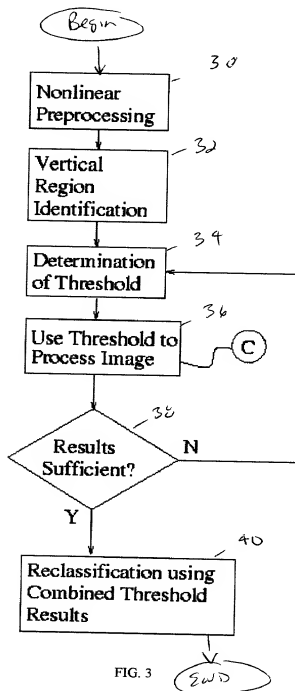 Begin
30
Nonlinear
Preprocessing
32
Vertical
Region
Identification
34
Determination
of Threshold
36
Use Threshold to
Process Image
C
38
Results
Sufficient?
N
Y
40
Reclassification using
Combined Threshold
Results
FIG. 3
END